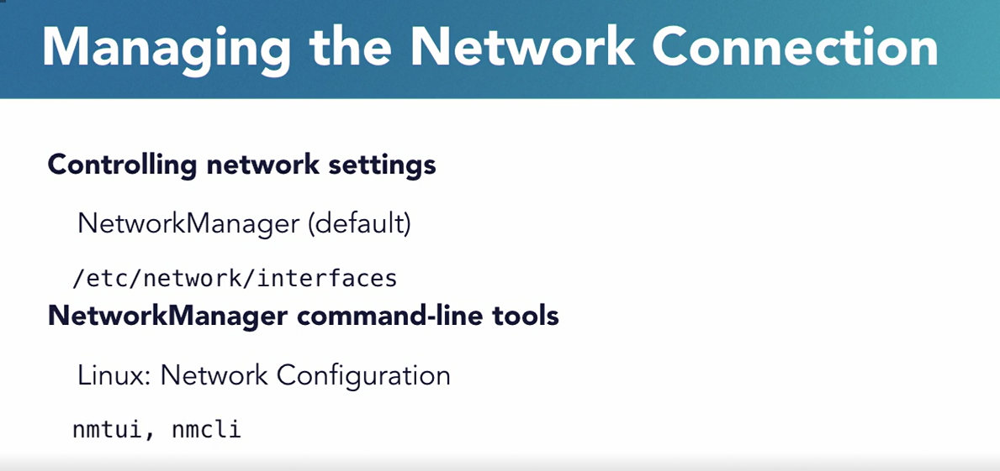 Managing the Network Connection
Controlling network settings
NetworkManager (default)
/etc/network/interfaces
NetworkManager command-line tools
Linux: Network Configuration
nmtui, nmcli